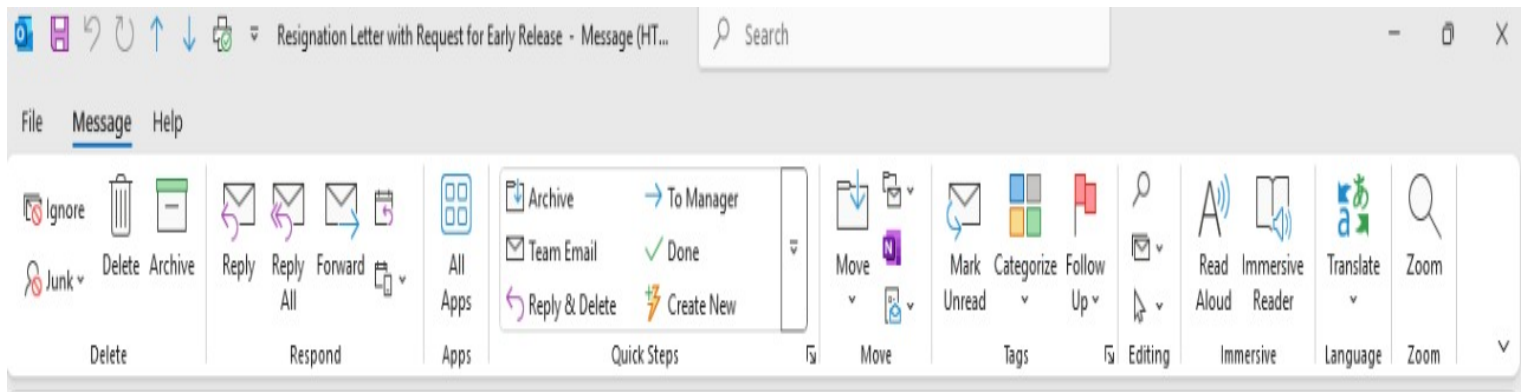 Resignation Letter with Request for Early Release - Message (HT...
Search
File Message Help
Ignore
Junk
Delete
Archive
Delete
Reply
Reply All
Forward
Respond
All Apps
Apps
Archive
To Manager
Team Email
Done
Reply & Delete
Create New
Quick Steps
Move
Move
Mark Unread
Categorize
Follow Up
Tags
Editing
Read Aloud
Immersive Reader
Immersive
Translate
Language
Zoom
Zoom